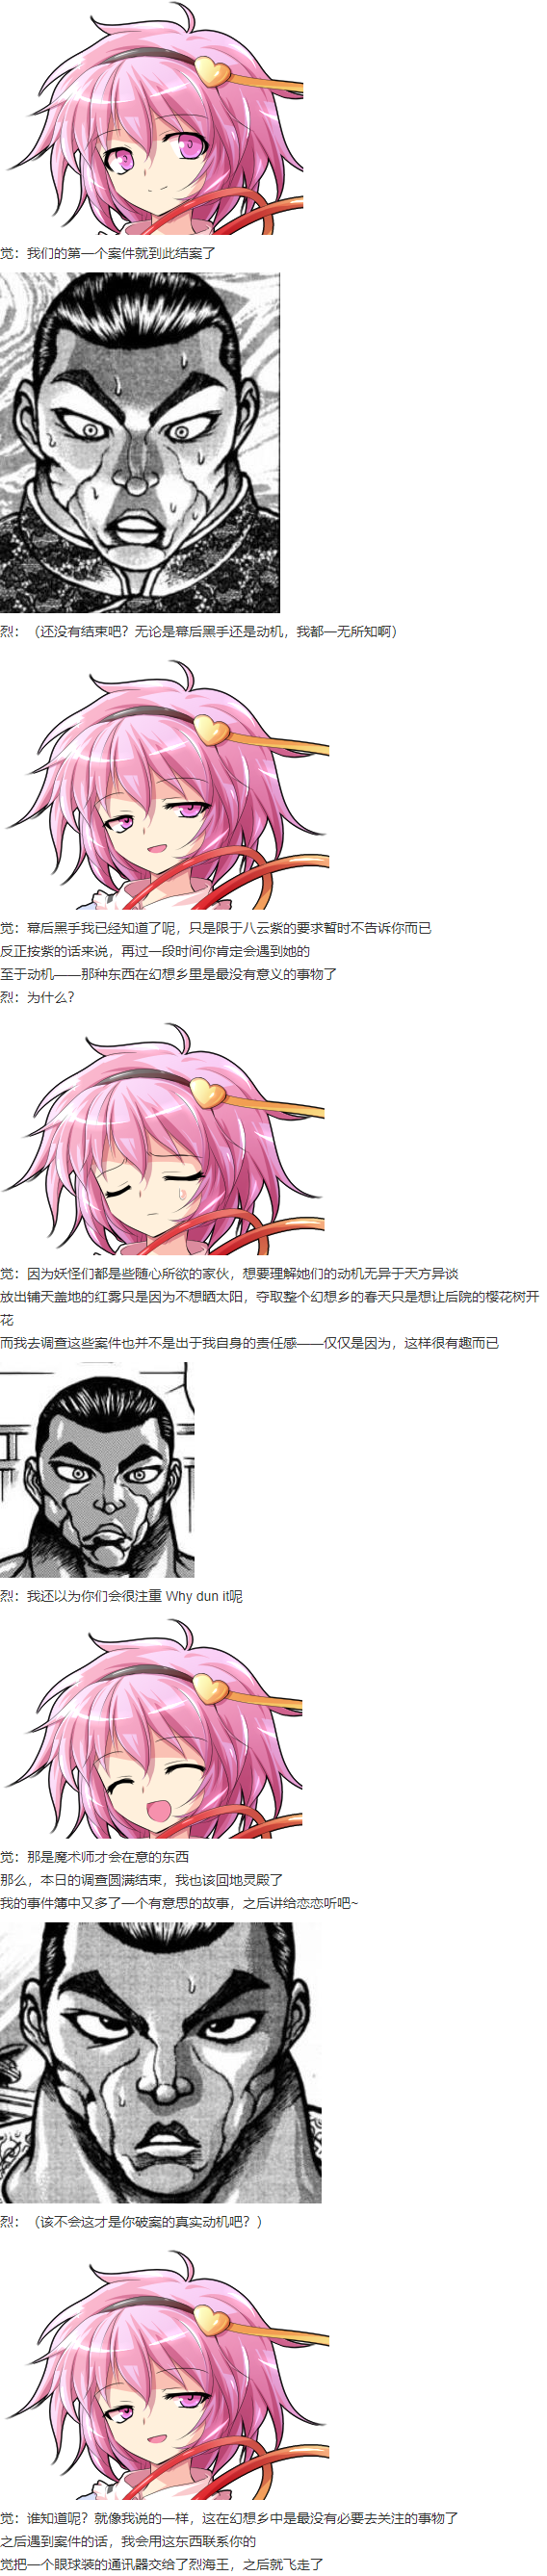 觉：我们的第一个案件就到此结案了
烈：（还没有结束吧？无论是幕后黑手还是动机，我都一无所知啊）
觉：幕后黑手我已经知道了呢，只是限于八云紫的要求暂时不告诉你而已
反正按紫的话来说，再过一段时间你肯定会遇到她的
至于动机——那种东西在幻想乡里是最没有意义的事物了
烈：为什么？
觉：因为妖怪们都是些随心所欲的家伙，想要理解她们的动机无异于天方异谈
放出铺天盖地的红雾只是因为不想晒太阳，夺取整个幻想乡的春天只是想让后院的樱花树开
花
而我去调查这些案件也并不是出于我自身的责任感——仅仅是因为，这样很有趣而已
烈：我还以为你们会很注重 Why dun it呢
觉：那是魔术师才会在意的东西
那么，本日的调查圆满结束，我也该回地灵殿了
我的事件簿中又多了一个有意思的故事，之后讲给恋恋听吧~
烈：（该不会这才是你破案的真实动机吧？）
觉：谁知道呢？就像我说的一样，这在幻想乡中是最没有必要去关注的事物了
之后遇到案件的话，我会用这东西联系你的
觉把一个眼球装的通讯器交给了烈海王，之后就飞走了